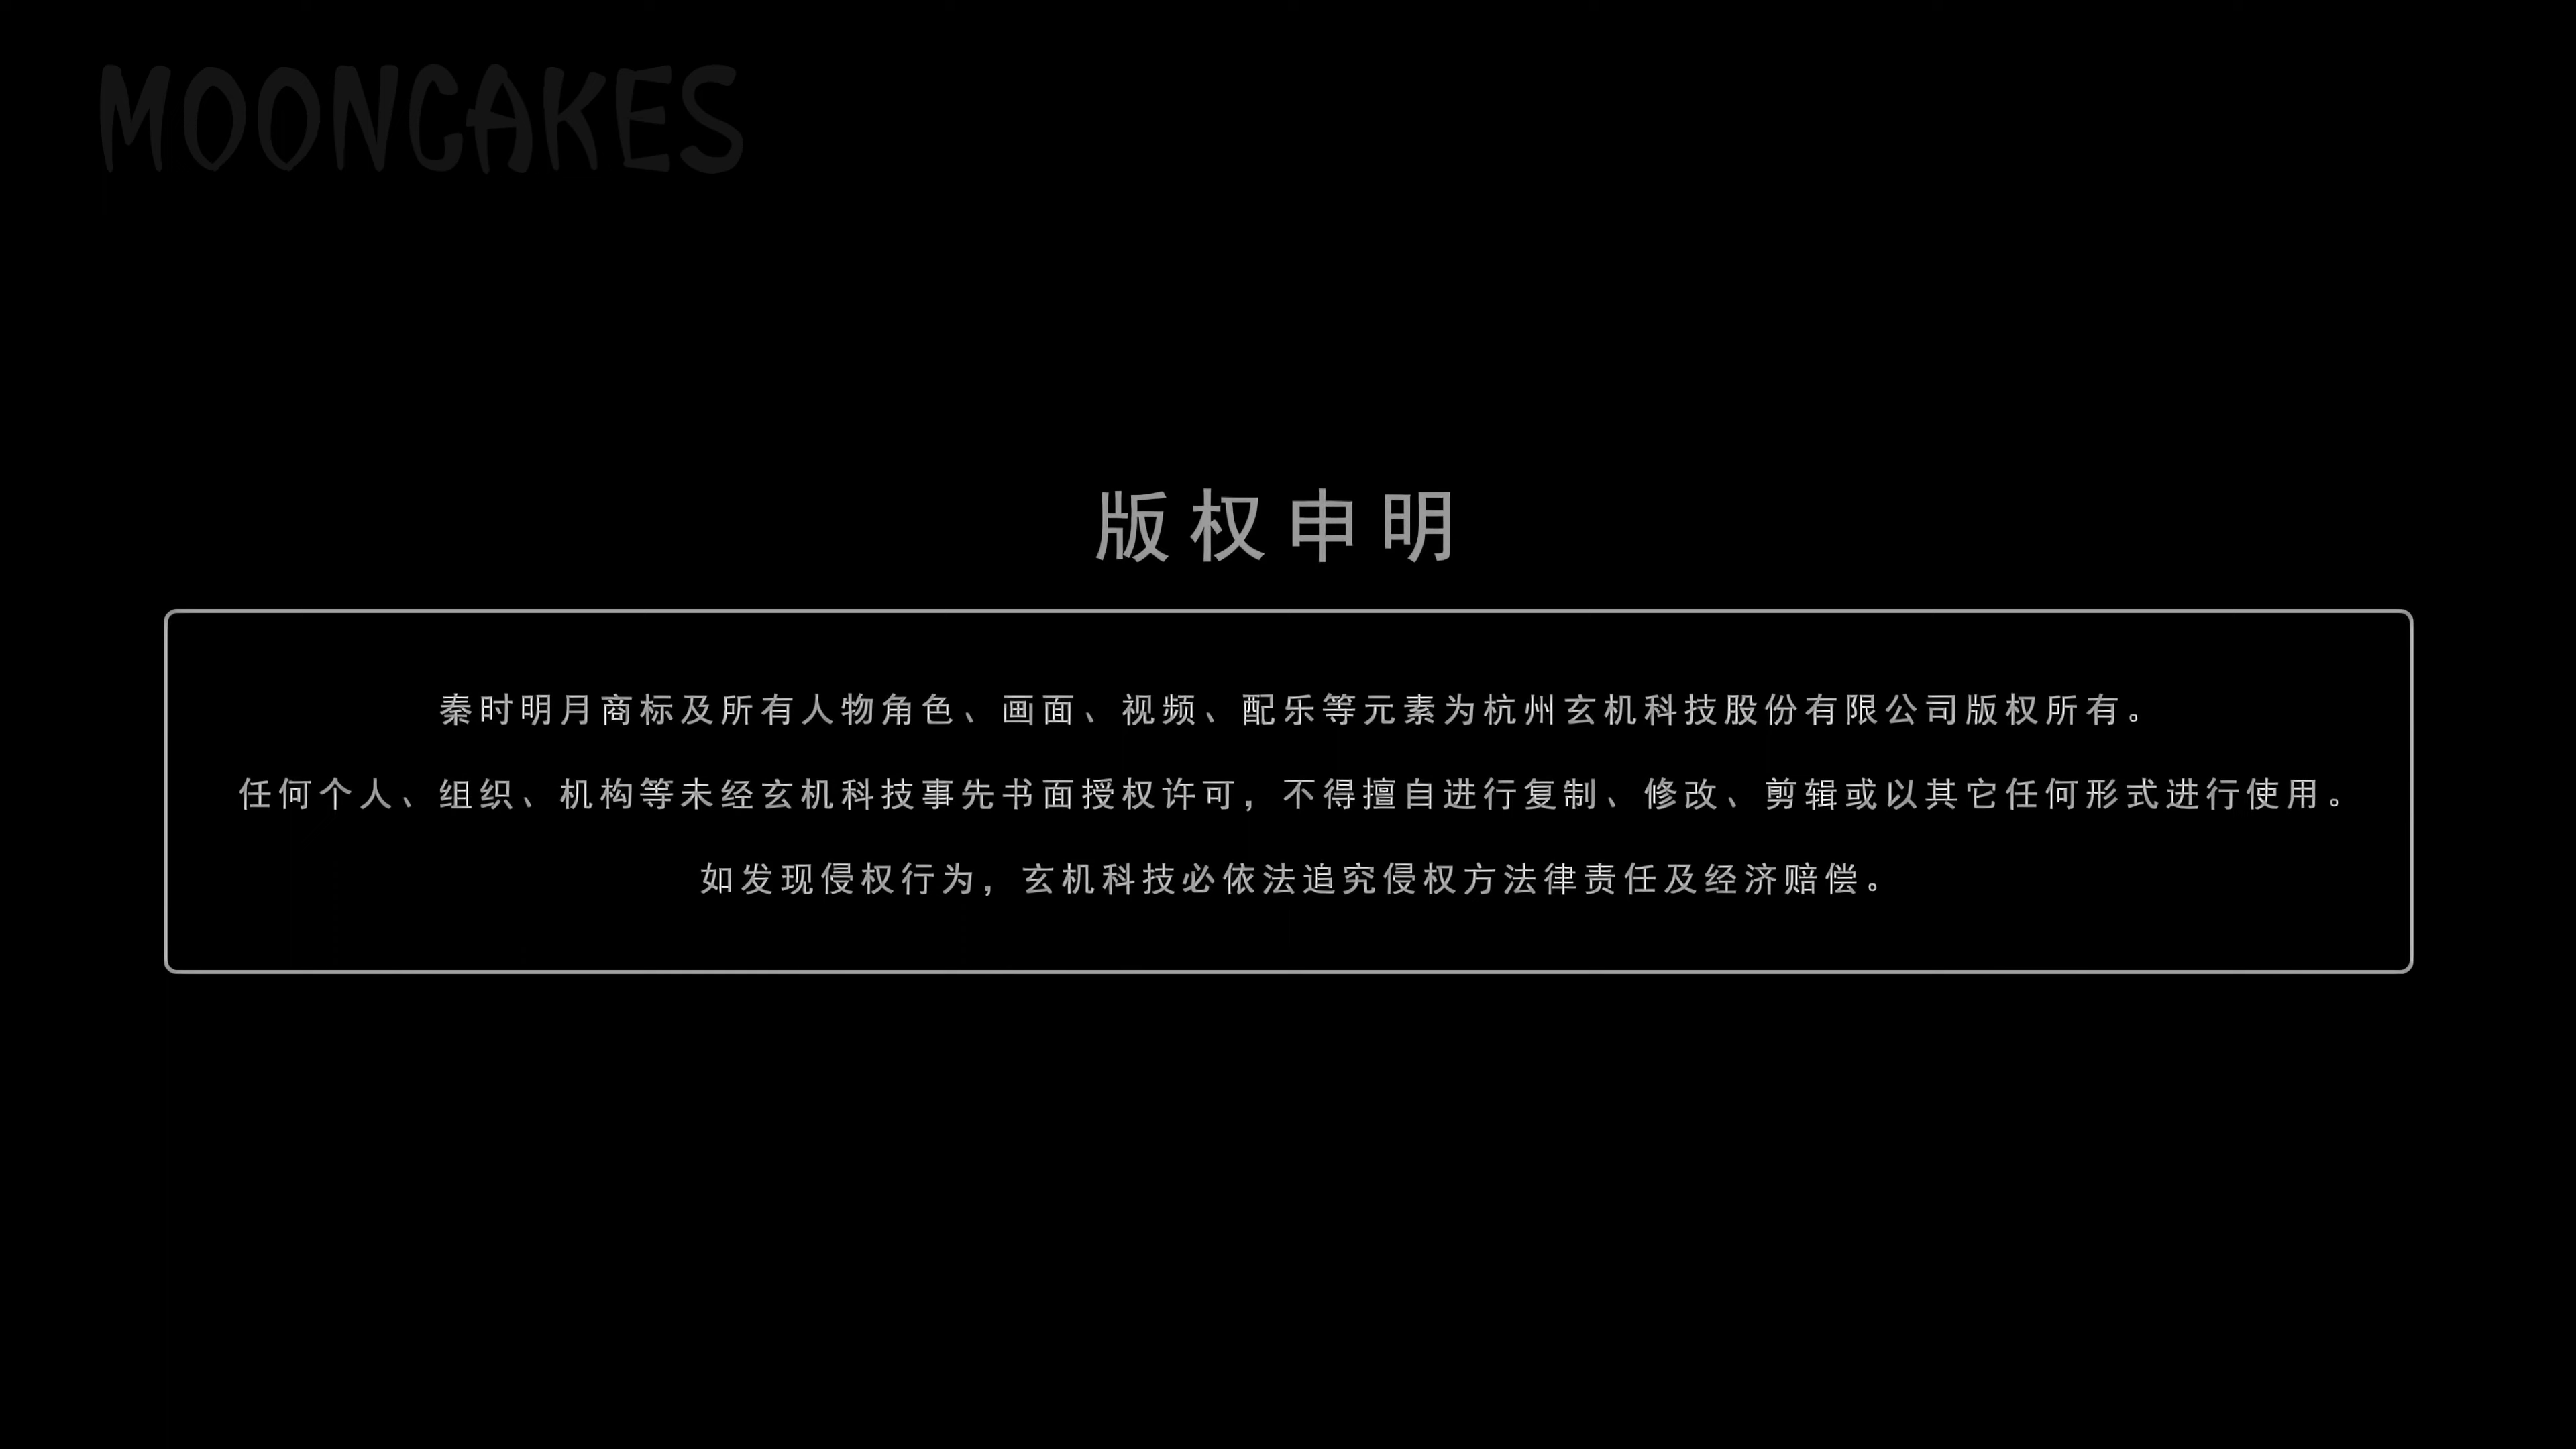 MOONCAKES
版权申明
秦时明月商标及所有人物角色、画面、视频、配乐等元素为杭州玄机科技股份有限公司版权所有。
任何个人、组织、机构等未经玄机科技事先书面授权许可，不得擅自进行复制、修改、剪辑或以其它任何形式进行使用。
如发现侵权行为，玄机科技必依法追究侵权方法律责任及经济赔偿。